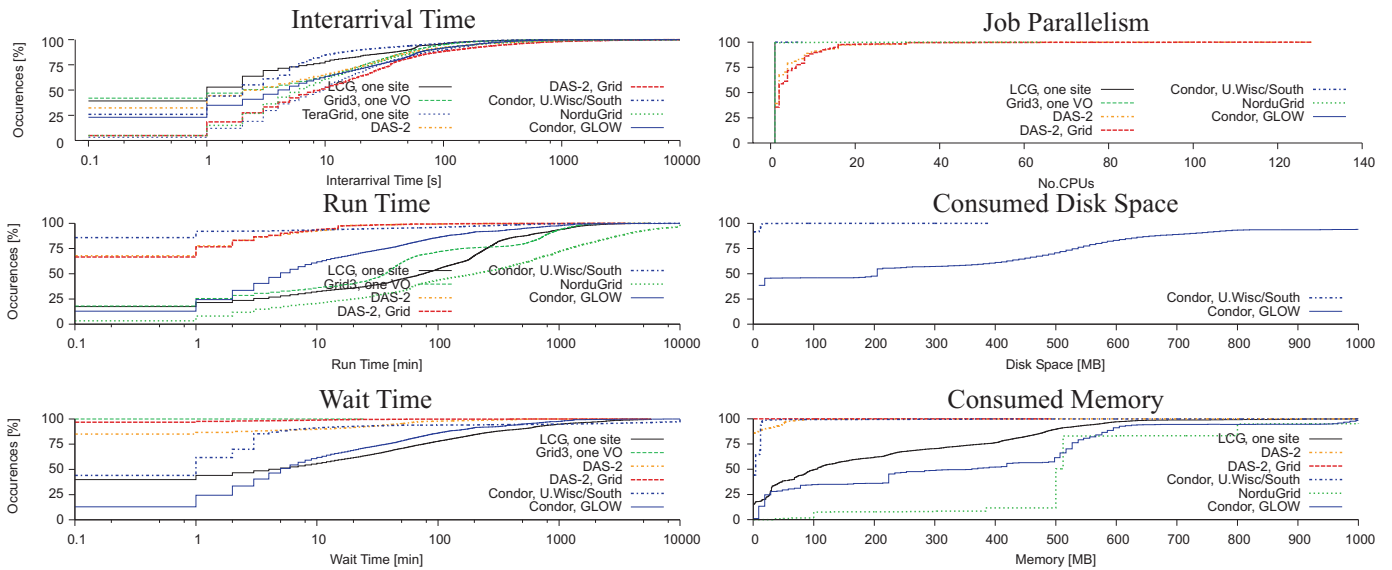 Interarrival Time
Occurences [%]
100
75
50
25
0
LCG, one site
Grid3, one VO
TeraGrid, one site
DAS-2
DAS-2, Grid
Condor, U.Wisc/South
NorduGrid
Condor, GLOW
0.1 1 10 100 1000 10000
Interarrival Time [s]
Job Parallelism
100
75
50
25
0
LCG, one site
Grid3, one VO
DAS-2
DAS-2, Grid
Condor, U.Wisc/South
NorduGrid
Condor, GLOW
0 20 40 60 80 100 120 140
No.CPUs
Run Time
Occurences [%]
100
75
50
25
0
LCG, one site
Grid3, one VO
DAS-2
DAS-2, Grid
Condor, U.Wisc/South
NorduGrid
Condor, GLOW
0.1 1 10 100 1000 10000
Run Time [min]
Consumed Disk Space
100
75
50
25
0
Condor, U.Wisc/South
Condor, GLOW
0 100 200 300 400 500 600 700 800 900 1000
Disk Space [MB]
Wait Time
Occurences [%]
100
75
50
25
0
LCG, one site
Grid3, one VO
DAS-2
DAS-2, Grid
Condor, U.Wisc/South
Condor, GLOW
0.1 1 10 100 1000 10000
Wait Time [min]
Consumed Memory
100
75
50
25
0
LCG, one site
DAS-2
DAS-2, Grid
Condor, U.Wisc/South
NorduGrid
Condor, GLOW
0 100 200 300 400 500 600 700 800 900 1000
Memory [MB]